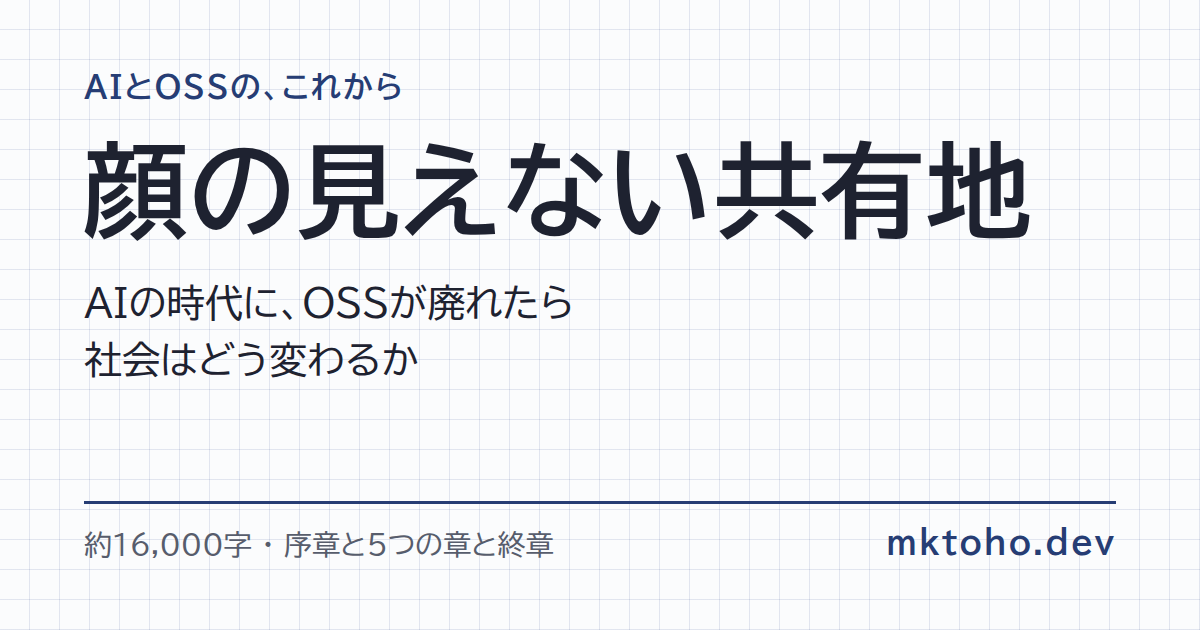 AIとOSSの、これから
顔の見えない共有地
AIの時代に、OSSが廃れたら
社会はどう変わるか
約16,000字・序章と5つの章と終章
mktoho.dev